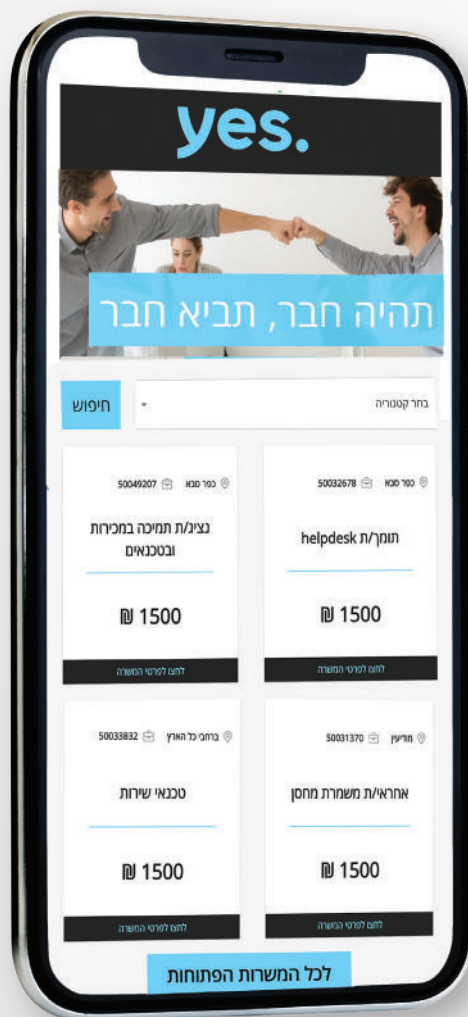 yes.
תהיה חבר, תביא חבר
בחר קטגוריה
חיפוש
כפר סבא 50032678
תומך/ת helpdesk
1500 ₪
לחצו לפרטי המשרה
כפר סבא 50049207
נציג/ת תמיכה במכירות
ובטכנאים
1500 ₪
לחצו לפרטי המשרה
מודיעין 50031370
אחראי/ת משמרת מחסן
1500 ₪
לחצו לפרטי המשרה
ברחבי כל הארץ 50033832
טכנאי שירות
1500 ₪
לחצו לפרטי המשרה
לכל המשרות הפתוחות